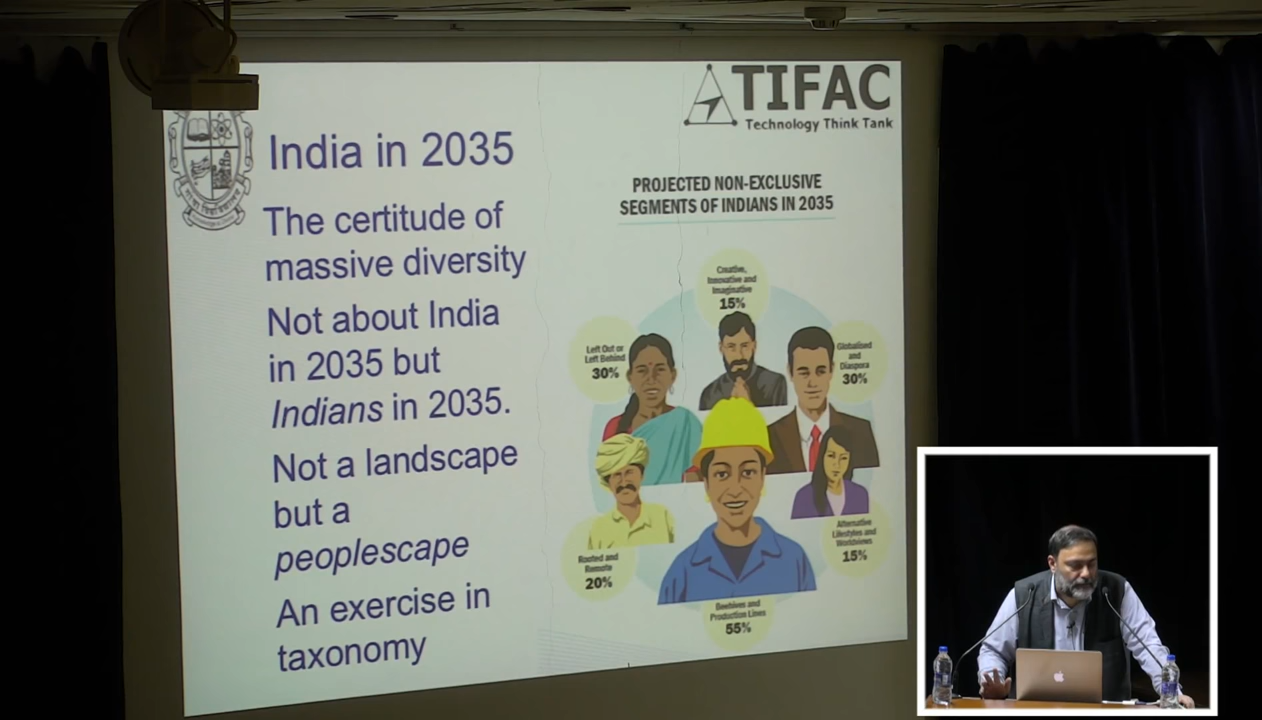 TIFAC
Technology Think Tank
India in 2035
The certitude of
massive diversity
Not about India
in 2035 but
Indians in 2035.
Not a landscape
but a
peoplescape
An exercise in
taxonomy
PROJECTED NON-EXCLUSIVE
SEGMENTS OF INDIANS IN 2035
Creative,
Innovative and
Imaginative
15%
Left Out or
Left Behind
30%
Globalised
and
Diaspora
30%
Rooted and
Remote
20%
Alternative
Lifestyles and
Worldviews
15%
Beehives and
Production Lines
55%